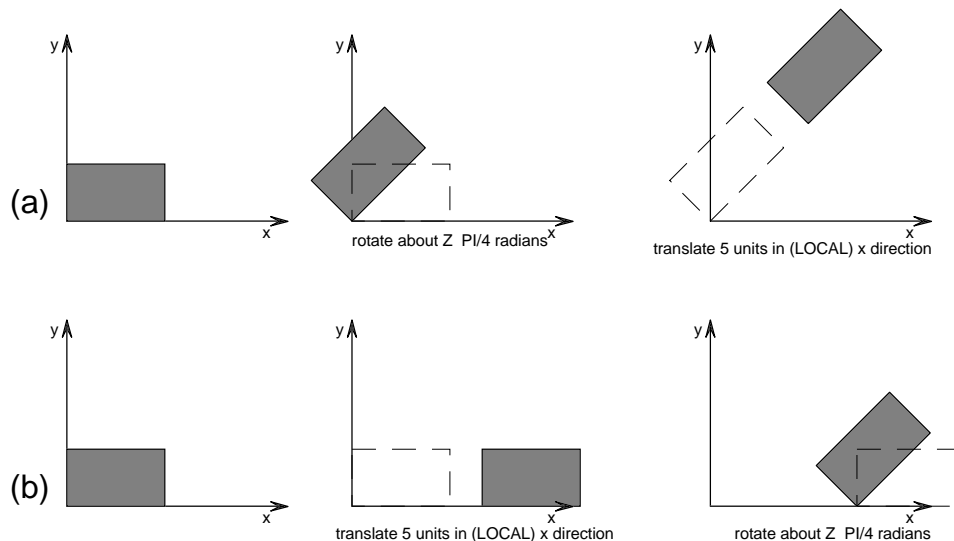 y
y
y
(a)
x
x
x
rotate about Z PI/4 radians
translate 5 units in (LOCAL) x direction
y
y
y
(b)
x
x
x
translate 5 units in (LOCAL) x direction
rotate about Z PI/4 radians